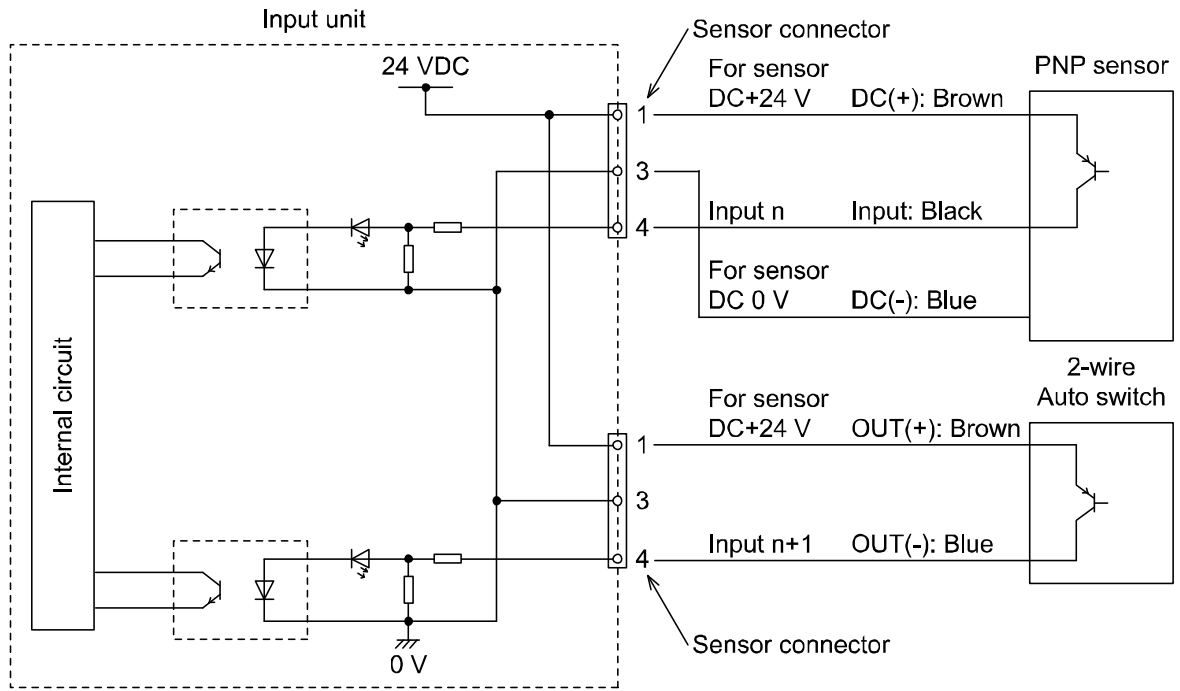 Input unit
Sensor connector
24 VDC
For sensor
DC+24 V
DC(+): Brown
PNP sensor
1
3
4
Input n
Input: Black
For sensor
DC 0 V
DC(-): Blue
Internal circuit
2-wire
Auto switch
For sensor
DC+24 V
OUT(+): Brown
1
3
4
Input n+1
OUT(-): Blue
0 V
Sensor connector